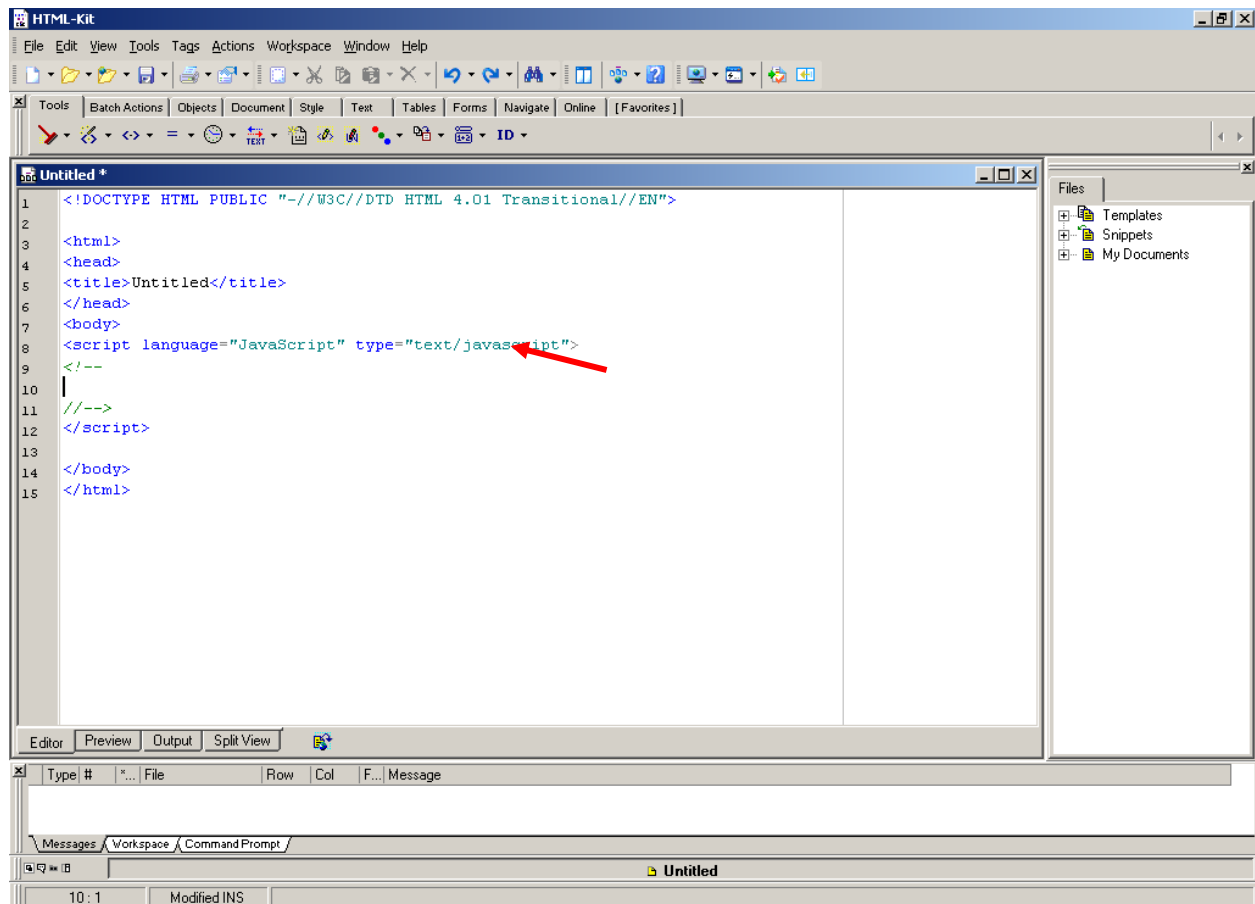 HTML-Kit
File Edit View Tools Tags Actions Workspace Window Help
Tools Batch Actions Objects Document Style Text Tables Forms Navigate Online [Favorites]
TEXT ID
Untitled *
Files
1 <!DOCTYPE HTML PUBLIC "-//W3C//DTD HTML 4.01 Transitional//EN">
2
3 <html>
4 <head>
5 <title>Untitled</title>
6 </head>
7 <body>
8 <script language="JavaScript" type="text/javascript">
9 <!--
10
11 //-->
12 </script>
13
14 </body>
15 </html>
Templates
Snippets
My Documents
Editor Preview Output Split View
Type # *... File Row Col F... Message
Messages Workspace Command Prompt
Untitled
10 : 1 Modified INS